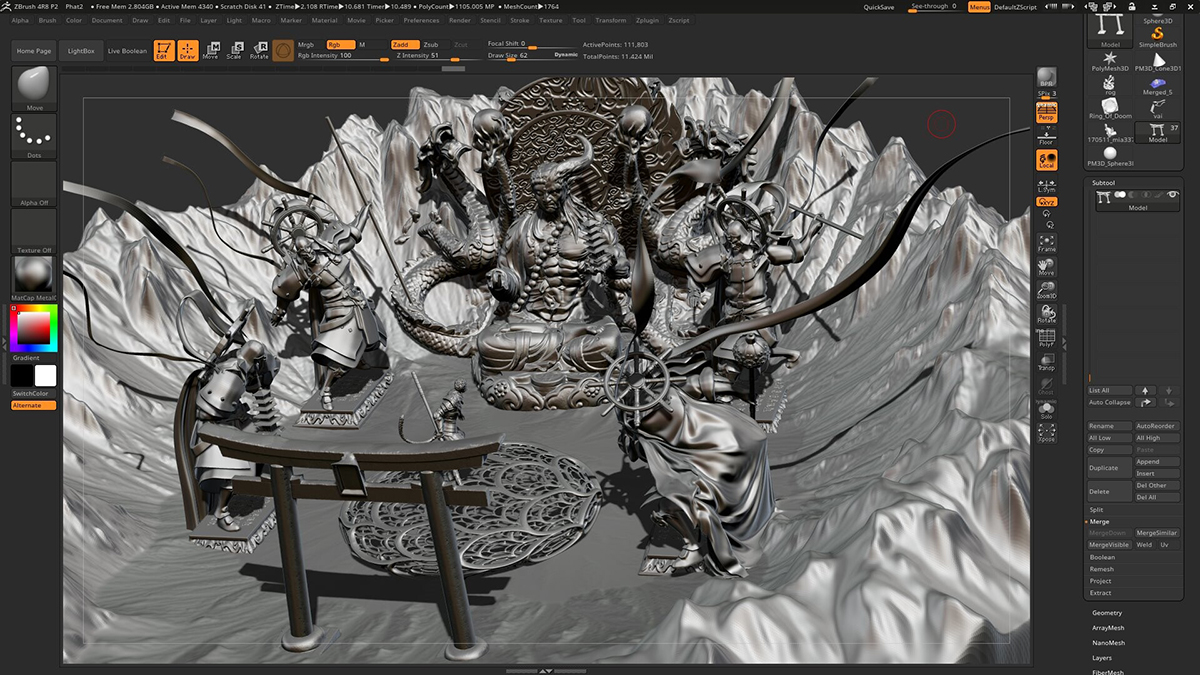 ZBrush 4R8 P2 Phat2 • Free Mem 2.804GB • Active Mem 4340 • Scratch Disk 41 • ZTime▶2.108 RTime▶10.681 Timer▶10.489 • PolyCount▶1105.005 MP • MeshCount▶1764 QuickSave See-through 0 Menus DefaultZScript
Alpha Brush Color Document Draw Edit File Layer Light Macro Marker Material Movie Picker Preferences Render Stencil Stroke Texture Tool Transform Zplugin Zscript
Home Page LightBox Live Boolean Edit Draw Move Scale Rotate
Mrgb Rgb M Zadd Zsub Zcut Focal Shift 0 ActivePoints: 111,803
Rgb Intensity 100 Z Intensity 51 Draw Size 62 Dynamic TotalPoints: 11.424 Mil
Move
Dots
Alpha Off
Texture Off
MatCap MetalC
Gradient
SwitchColor
Alternate
BPR
SPix 3
Persp
Floor
Local
L.Sym
XYZ
Frame
Move
Zoom3D
Rotate
PolyF
Transp
Ghost
Solo
Xpose
Sphere3D
Model SimpleBrush
PolyMesh3D PM3D_Cone3D1
rog Merged_5
Ring_Of_Doom vai
37
170511_mia337 Model
PM3D_Sphere3I
Subtool
Model
List All
Auto Collapse
Rename AutoReorder
All Low All High
Copy Paste
Duplicate Append
Insert
Delete Del Other
Del All
Split
Merge
MergeDown MergeSimilar
MergeVisible Weld Uv
Boolean
Remesh
Project
Extract
Geometry
ArrayMesh
NanoMesh
Layers
FiberMesh